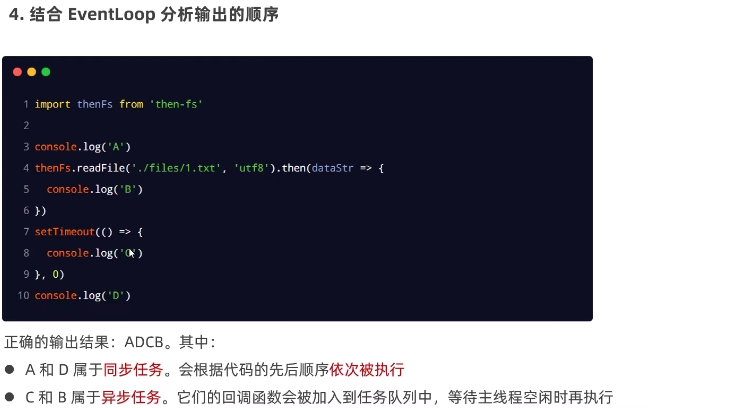 4. 结合 EventLoop 分析输出的顺序
1 import thenFs from 'then-fs'
2
3 console.log('A')
4 thenFs.readFile('./files/1.txt', 'utf8').then(dataStr => {
5 console.log('B')
6 })
7 setTimeout(() => {
8 console.log('C')
9 }, 0)
10 console.log('D')
正确的输出结果：ADCB。其中：
● A 和 D 属于同步任务。会根据代码的先后顺序依次被执行
● C 和 B 属于异步任务。它们的回调函数会被加入到任务队列中，等待主线程空闲时再执行